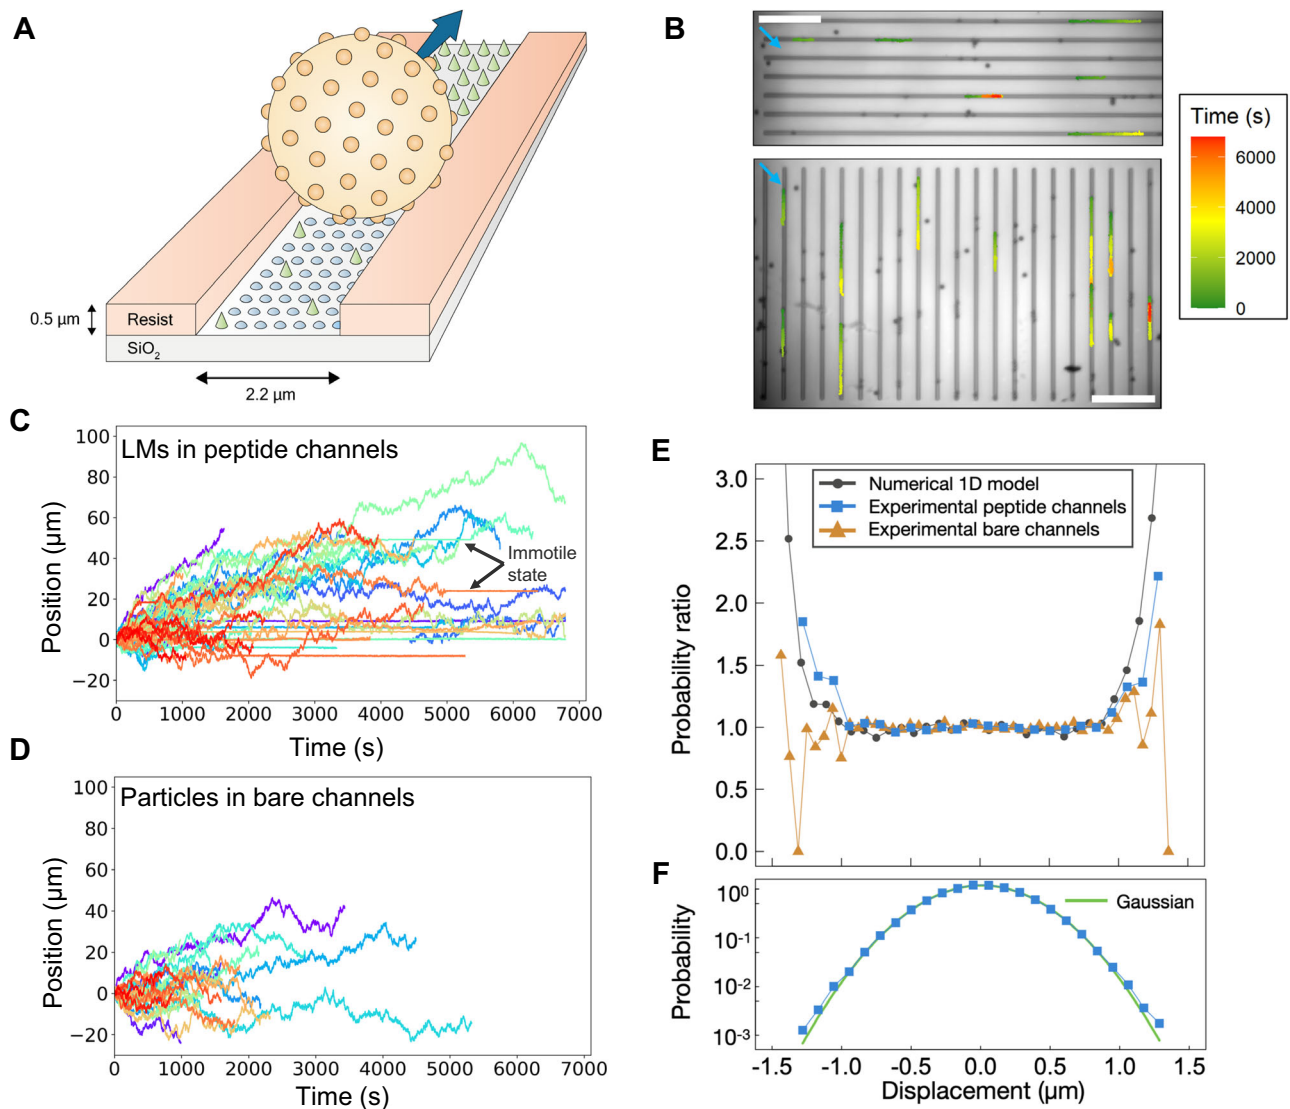 A
0.5 µm
Resist
SiO2
2.2 µm
B
Time (s)
6000
4000
2000
0
C
LMs in peptide channels
Immotile
state
Position (µm)
100
80
60
40
20
0
−20
0 1000 2000 3000 4000 5000 6000 7000
Time (s)
D
Particles in bare channels
Position (µm)
100
80
60
40
20
0
−20
0 1000 2000 3000 4000 5000 6000 7000
Time (s)
E
Numerical 1D model
Experimental peptide channels
Experimental bare channels
Probability ratio
3.0
2.5
2.0
1.5
1.0
0.5
0.0
F
Gaussian
Probability
10^0
10^-1
10^-2
10^-3
-1.5 -1.0 -0.5 0.0 0.5 1.0 1.5
Displacement (µm)